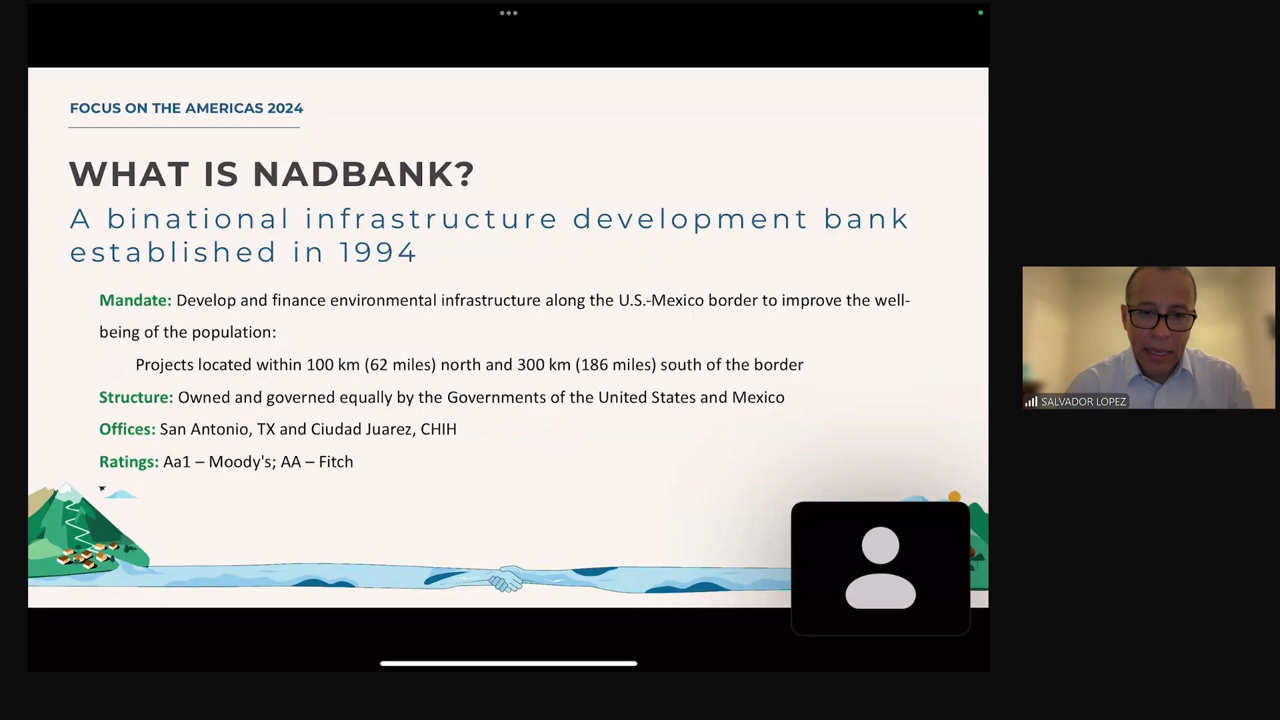 FOCUS ON THE AMERICAS 2024
WHAT IS NADBANK?
A binational infrastructure development bank
established in 1994
Mandate: Develop and finance environmental infrastructure along the U.S.-Mexico border to improve the well-
being of the population:
Projects located within 100 km (62 miles) north and 300 km (186 miles) south of the border
Structure: Owned and governed equally by the Governments of the United States and Mexico
Offices: San Antonio, TX and Ciudad Juarez, CHIH
Ratings: Aa1 – Moody's; AA – Fitch
SALVADOR LOPEZ